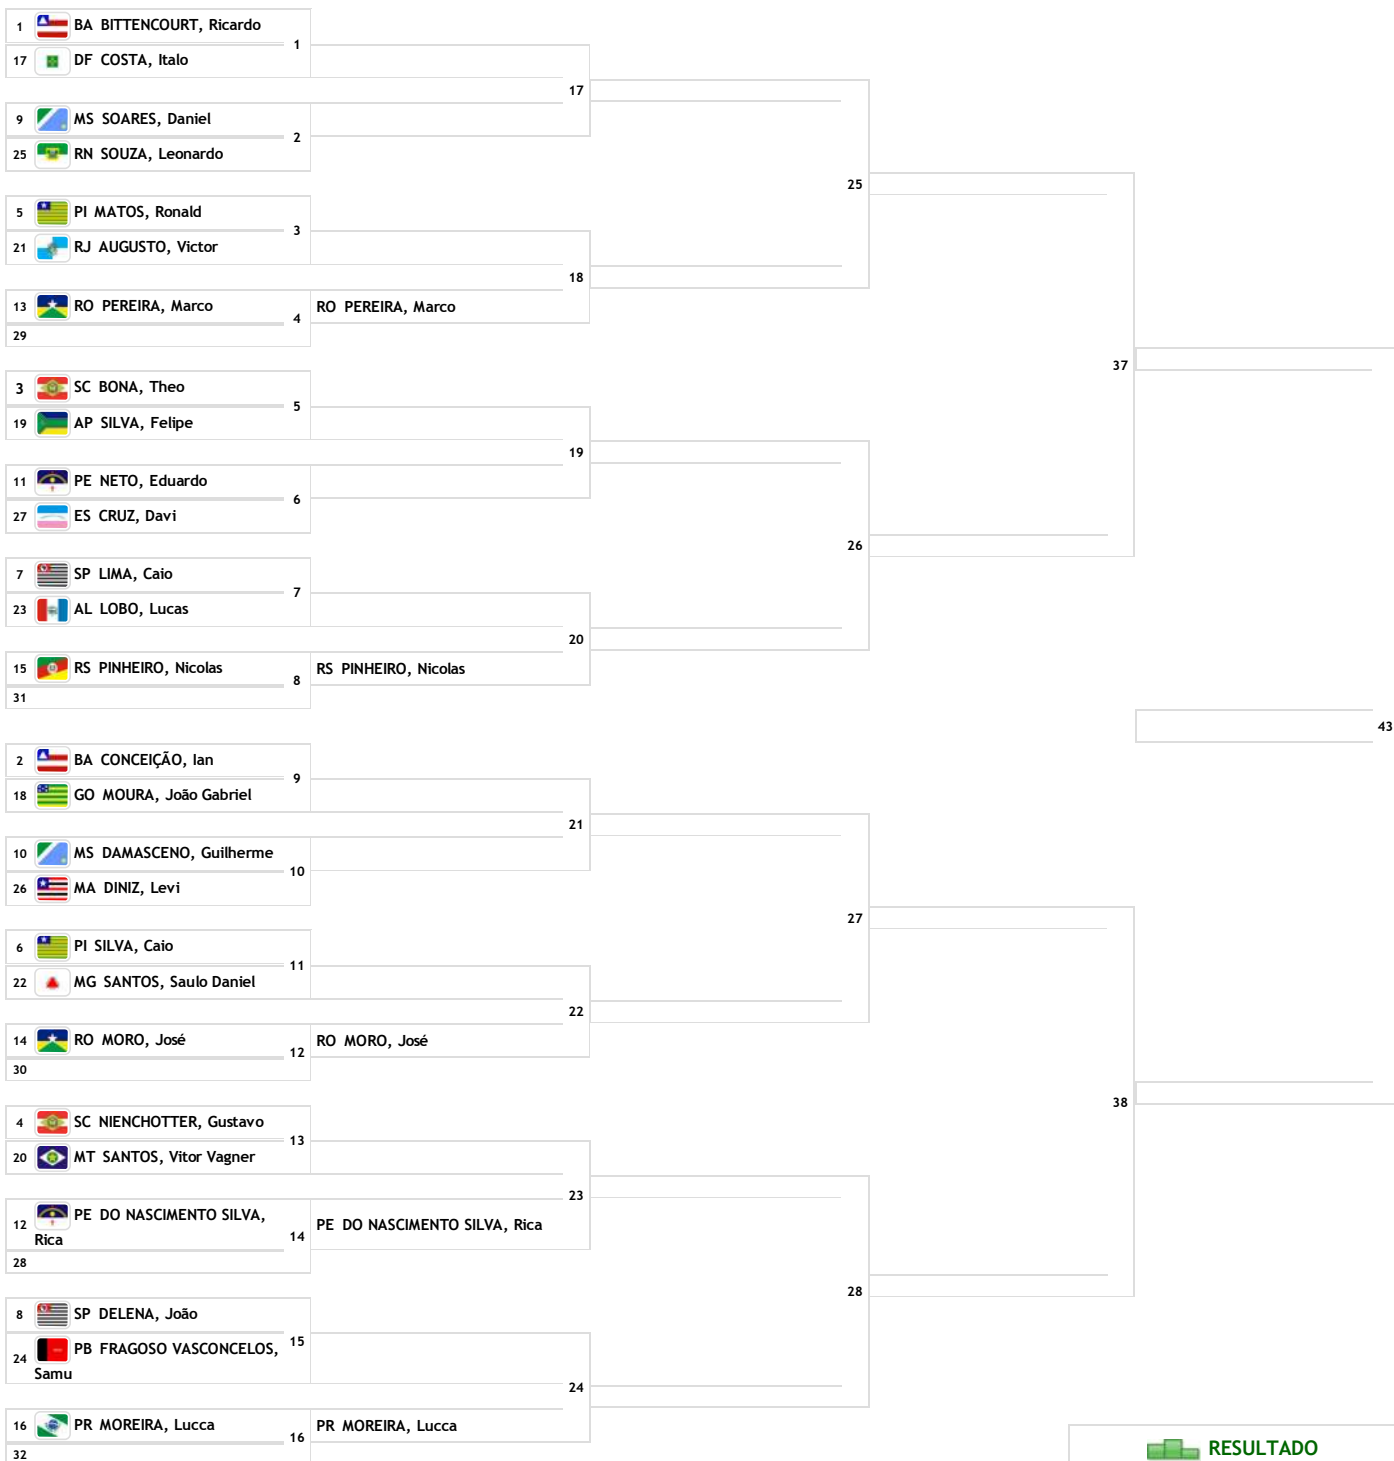 1 BA BITTENCOURT, Ricardo
1
17 DF COSTA, Italo
17
9 MS SOARES, Daniel
2
25 RN SOUZA, Leonardo
25
5 PI MATOS, Ronald
3
21 RJ AUGUSTO, Victor
18
13 RO PEREIRA, Marco
4 RO PEREIRA, Marco
29
37
3 SC BONA, Theo
5
19 AP SILVA, Felipe
19
11 PE NETO, Eduardo
6
27 ES CRUZ, Davi
26
7 SP LIMA, Caio
7
23 AL LOBO, Lucas
20
15 RS PINHEIRO, Nicolas
8 RS PINHEIRO, Nicolas
31
43
2 BA CONCEIÇÃO, Ian
9
18 GO MOURA, João Gabriel
21
10 MS DAMASCENO, Guilherme
10
26 MA DINIZ, Levi
27
6 PI SILVA, Caio
11
22 MG SANTOS, Saulo Daniel
22
14 RO MORO, José
12 RO MORO, José
30
38
4 SC NIENCHOTTER, Gustavo
13
20 MT SANTOS, Vitor Vagner
23
12 PE DO NASCIMENTO SILVA,
Rica
14 PE DO NASCIMENTO SILVA, Rica
28
28
8 SP DELENA, João
15
24 PB FRAGOSO VASCONCELOS,
Samu
24
16 PR MOREIRA, Lucca
16 PR MOREIRA, Lucca
32
RESULTADO